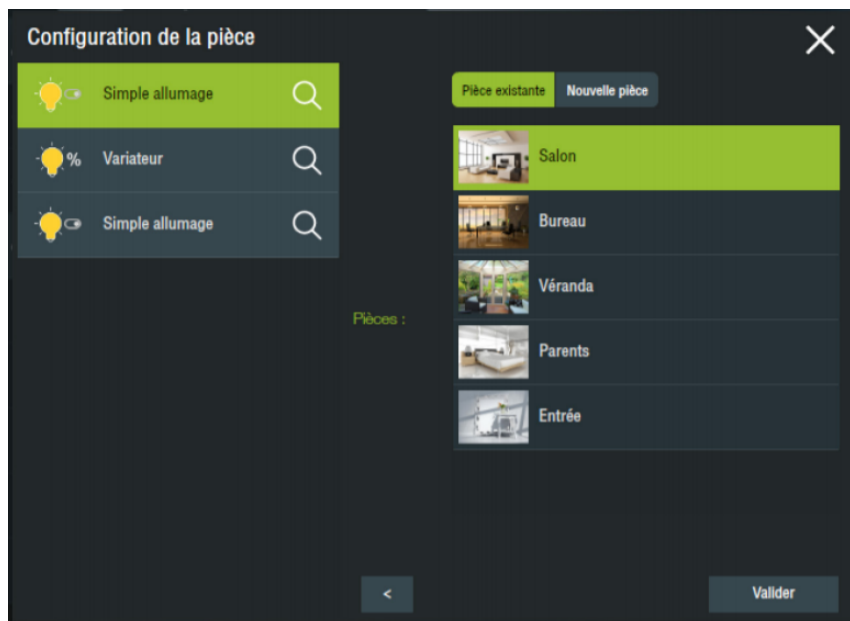 Configuration de la pièce
Simple allumage
% Variateur
Simple allumage
Pièces :
Pièce existante Nouvelle pièce
Salon
Bureau
Véranda
Parents
Entrée
<
Valider